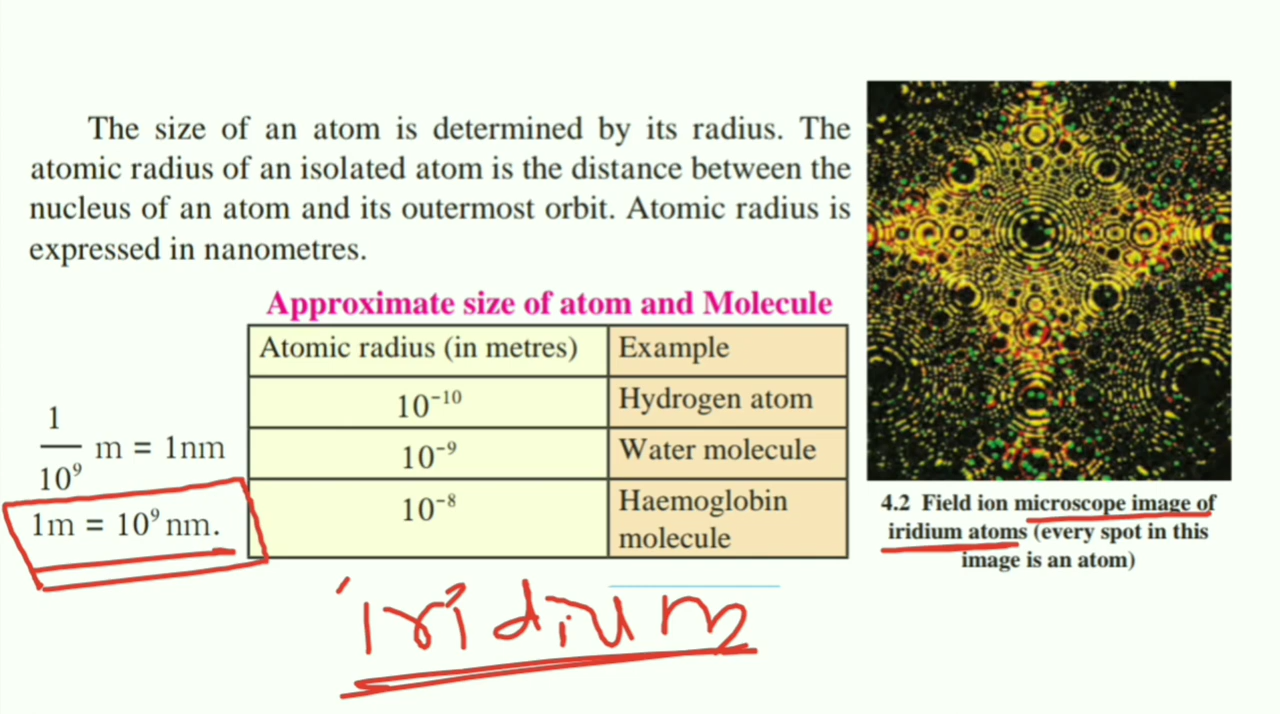 The size of an atom is determined by its radius. The
atomic radius of an isolated atom is the distance between the
nucleus of an atom and its outermost orbit. Atomic radius is
expressed in nanometres.
Approximate size of atom and Molecule
Atomic radius (in metres) Example
10⁻¹⁰ Hydrogen atom
10⁻⁹ Water molecule
10⁻⁸ Haemoglobin
molecule
1
10⁹ m = 1nm
1m = 10⁹ nm.
4.2 Field ion microscope image of
iridium atoms (every spot in this
image is an atom)
iridium